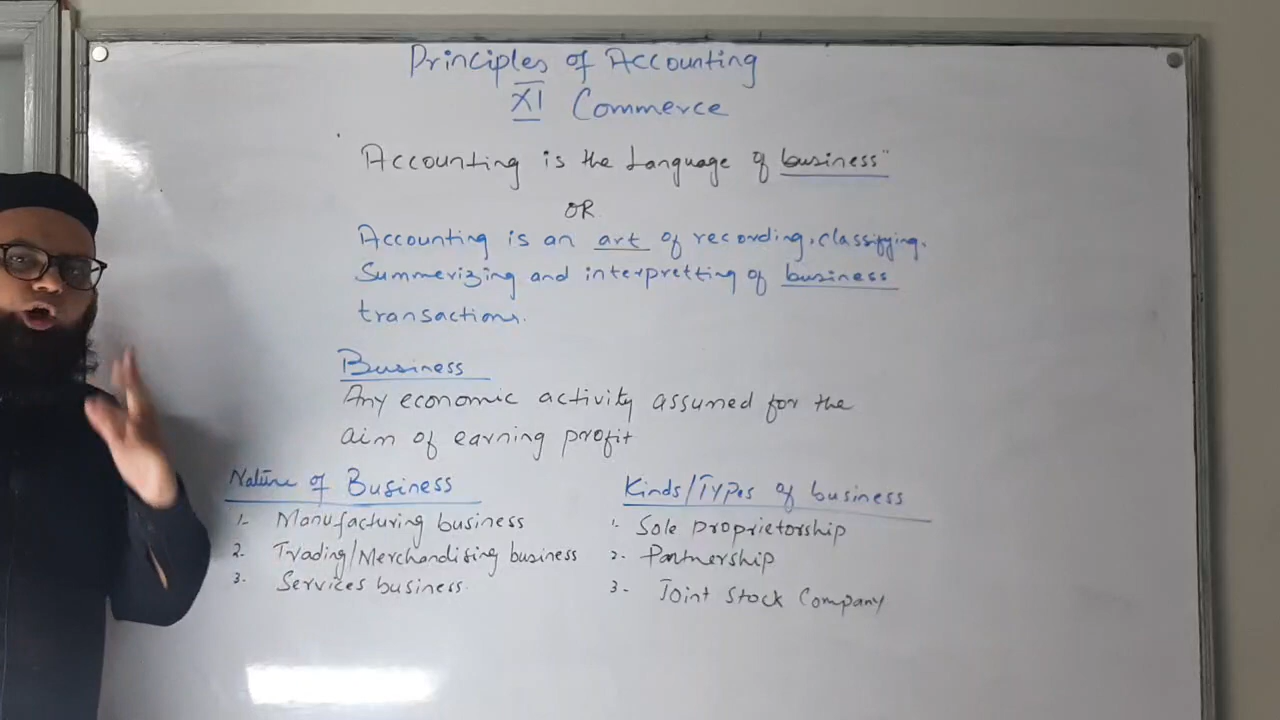 Principles of Accounting
XI Commerce
Accounting is the Language of business"
OR
Accounting is an art of recording, classifying,
Summerizing and interpretting of business
transactions.
Business
Any economic activity assumed for the
aim of earning profit
Nature of Business
1. Manufacturing business
2. Trading/Merchandising business
3. Services business.
Kinds/Types of business
1. Sole proprietorship
2. Partnership
3. Joint Stock Company